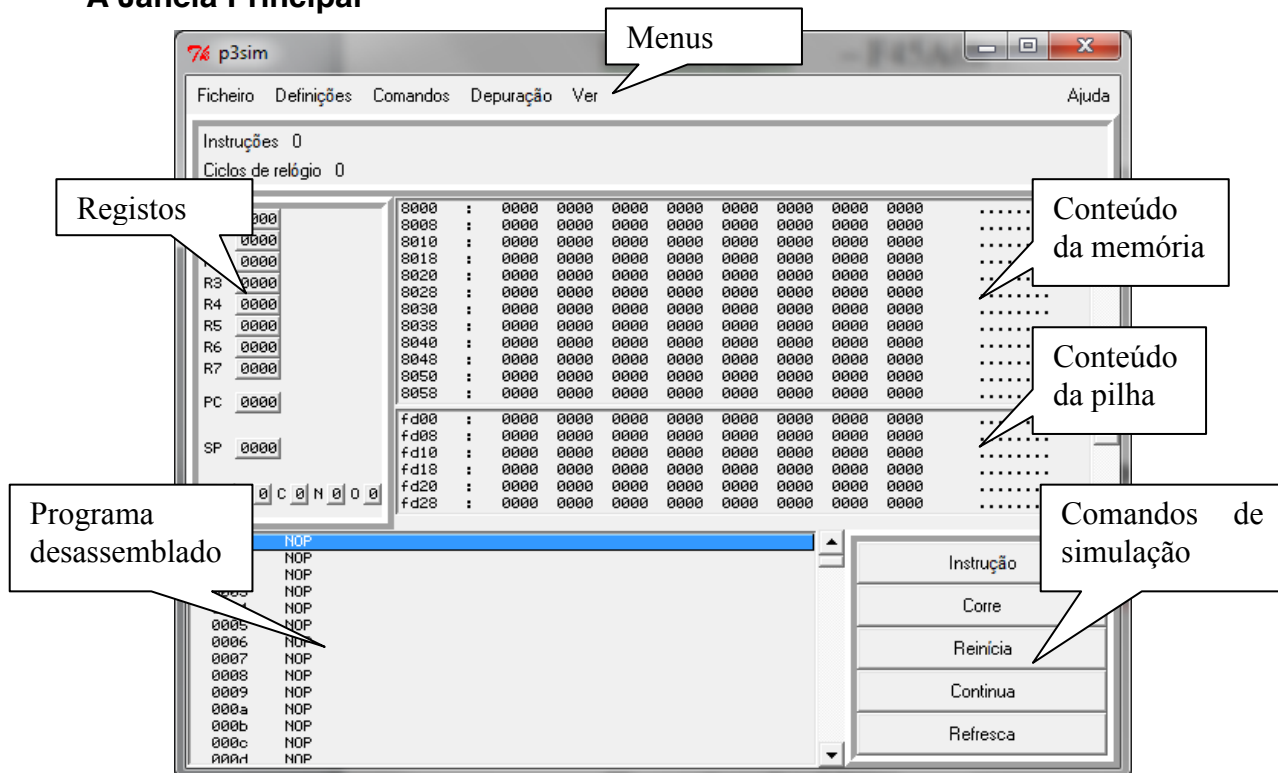 A Janela Principal
Menus
p3sim
Ficheiro Definições Comandos Depuração Ver Ajuda
Instruções 0
Ciclos de relógio 0
Registos
0000
0000
R3 0000
R4 0000
R5 0000
R6 0000
R7 0000
PC 0000
SP 0000
0 C 0 N 0 O 0
8000 : 0000 0000 0000 0000 0000 0000 0000 0000 .......
8008 : 0000 0000 0000 0000 0000 0000 0000 0000 .......
8010 : 0000 0000 0000 0000 0000 0000 0000 0000 .......
8018 : 0000 0000 0000 0000 0000 0000 0000 0000 .......
8020 : 0000 0000 0000 0000 0000 0000 0000 0000 .......
8028 : 0000 0000 0000 0000 0000 0000 0000 0000 ........
8030 : 0000 0000 0000 0000 0000 0000 0000 0000 ........
8038 : 0000 0000 0000 0000 0000 0000 0000 0000 ........
8040 : 0000 0000 0000 0000 0000 0000 0000 0000 .......
8048 : 0000 0000 0000 0000 0000 0000 0000 0000 .......
8050 : 0000 0000 0000 0000 0000 0000 0000 0000 .......
8058 : 0000 0000 0000 0000 0000 0000 0000 0000 .......
Conteúdo
da memória
fd00 : 0000 0000 0000 0000 0000 0000 0000 0000 .......
fd08 : 0000 0000 0000 0000 0000 0000 0000 0000 ........
fd10 : 0000 0000 0000 0000 0000 0000 0000 0000 ........
fd18 : 0000 0000 0000 0000 0000 0000 0000 0000 ........
fd20 : 0000 0000 0000 0000 0000 0000 0000 0000 .......
fd28 : 0000 0000 0000 0000 0000 0000 0000 0000 .......
Conteúdo
da pilha
Programa
desassemblado
NOP
NOP
NOP
0003 NOP
NOP
0005 NOP
0006 NOP
0007 NOP
0008 NOP
0009 NOP
000a NOP
000b NOP
000c NOP
000d NOP
Comandos de
simulação
Instrução
Corre
Reinícia
Continua
Refresca